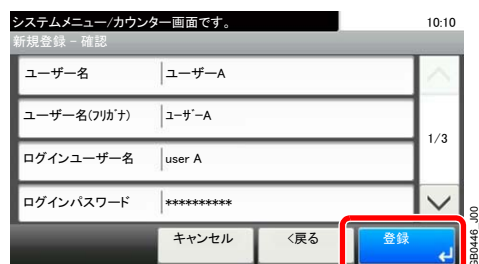 システムメニュー/カウンター画面です。 10:10
新規登録 - 確認
ユーザー名 ユーザーA
ユーザー名(フリガナ) ユーザーA
ログインユーザー名 user A
ログインパスワード **********
1/3
キャンセル <戻る 登録
GB0446_J00